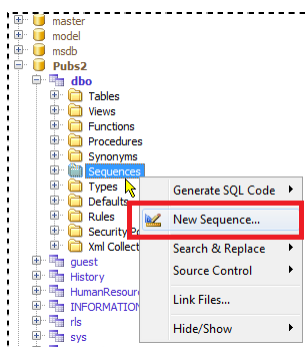 master
model
msdb
Pubs2
dbo
Tables
Views
Functions
Procedures
Synonyms
Sequences
Types
Generate SQL Code
Defaults
Rules
New Sequence...
Security Po
Xml Collect
Search & Replace
guest
Source Control
History
HumanResour
Link Files...
INFORMATION
rls
Hide/Show
sys